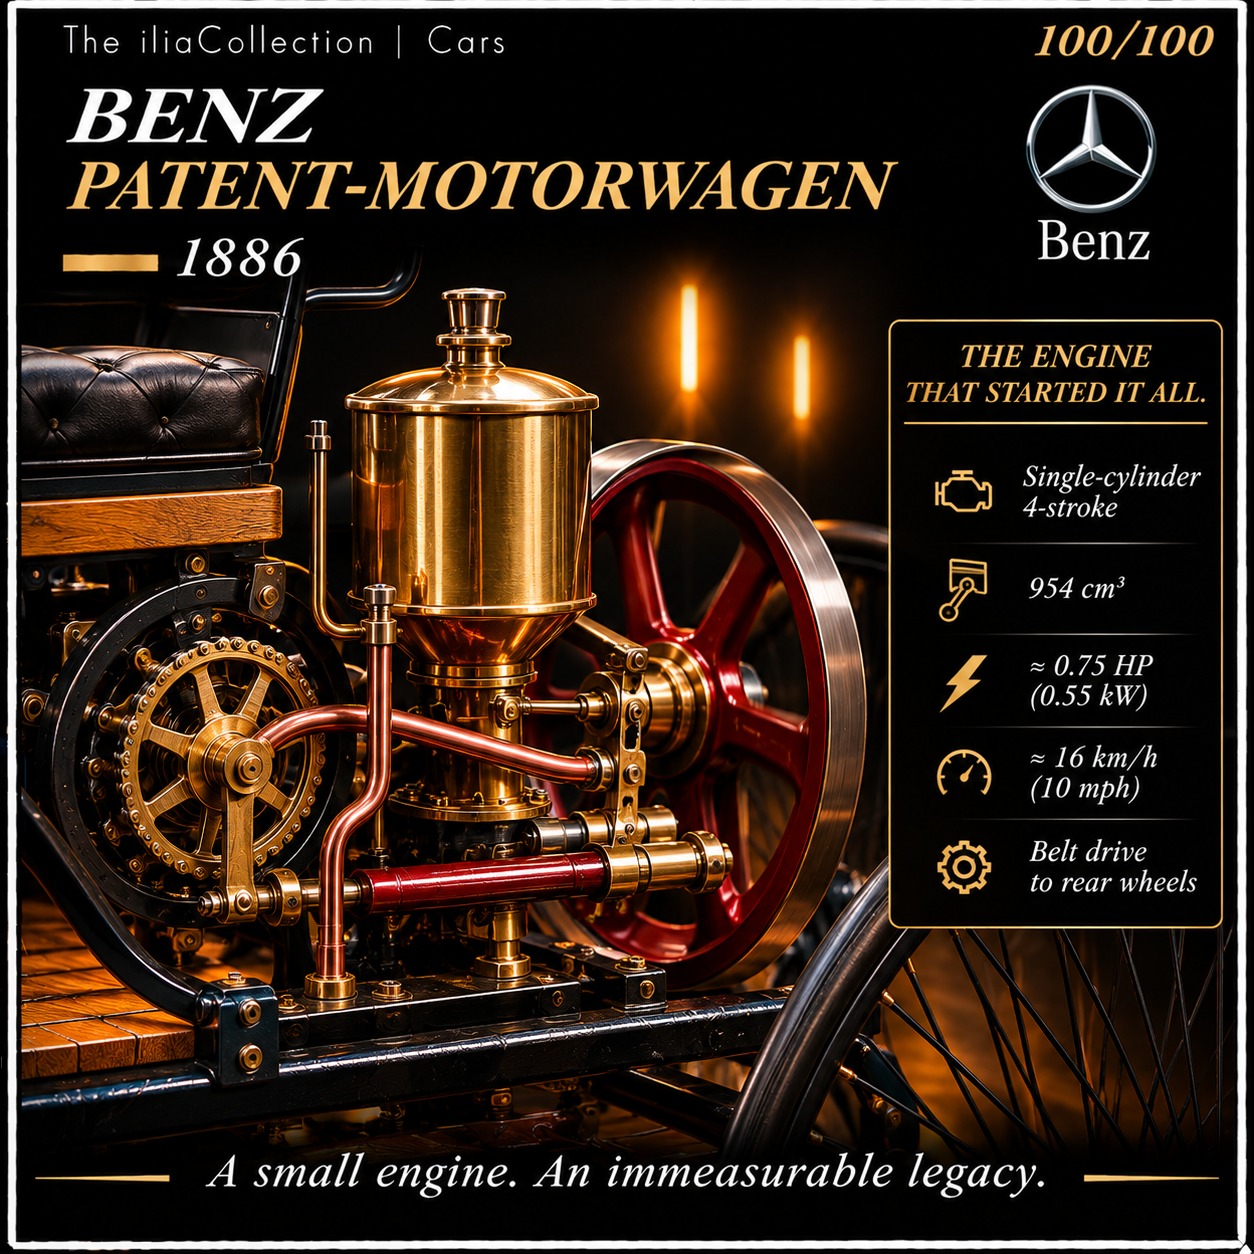 The iliaCollection | Cars
100/100
BENZ
PATENT-MOTORWAGEN
1886
Benz
THE ENGINE
THAT STARTED IT ALL.
Single-cylinder
4-stroke
954 cm³
≈ 0.75 HP
(0.55 kW)
≈ 16 km/h
(10 mph)
Belt drive
to rear wheels
A small engine. An immeasurable legacy.